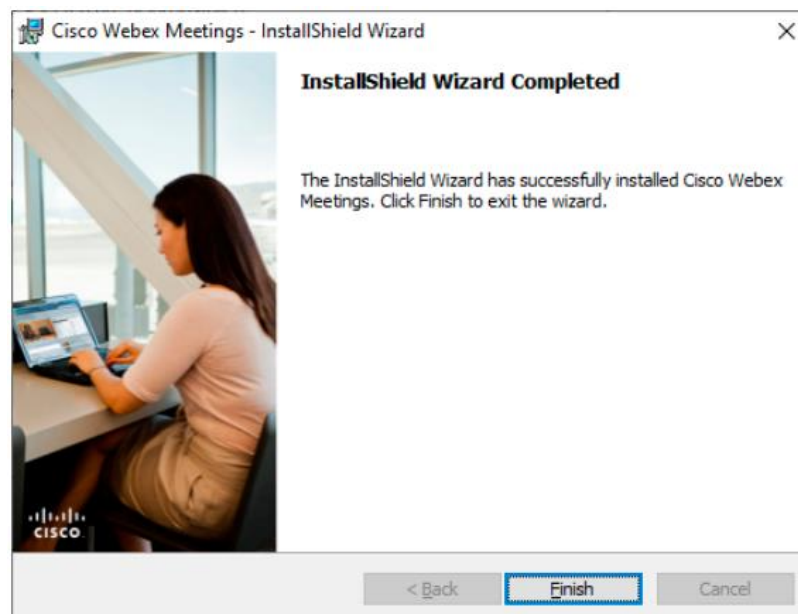 Cisco Webex Meetings - InstallShield Wizard
InstallShield Wizard Completed
The InstallShield Wizard has successfully installed Cisco Webex
Meetings. Click Finish to exit the wizard.
CISCO
< Back Finish Cancel